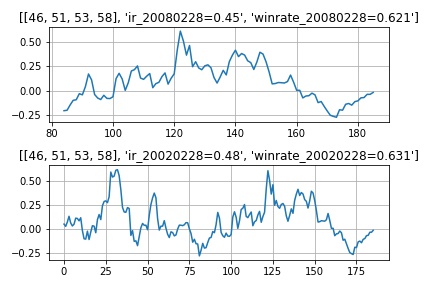 [[46, 51, 53, 58], 'ir_20080228=0.45', 'winrate_20080228=0.621']
0.50
0.25
0.00
−0.25
80 100 120 140 160 180
[[46, 51, 53, 58], 'ir_20020228=0.48', 'winrate_20020228=0.631']
0.50
0.25
0.00
−0.25
0 25 50 75 100 125 150 175